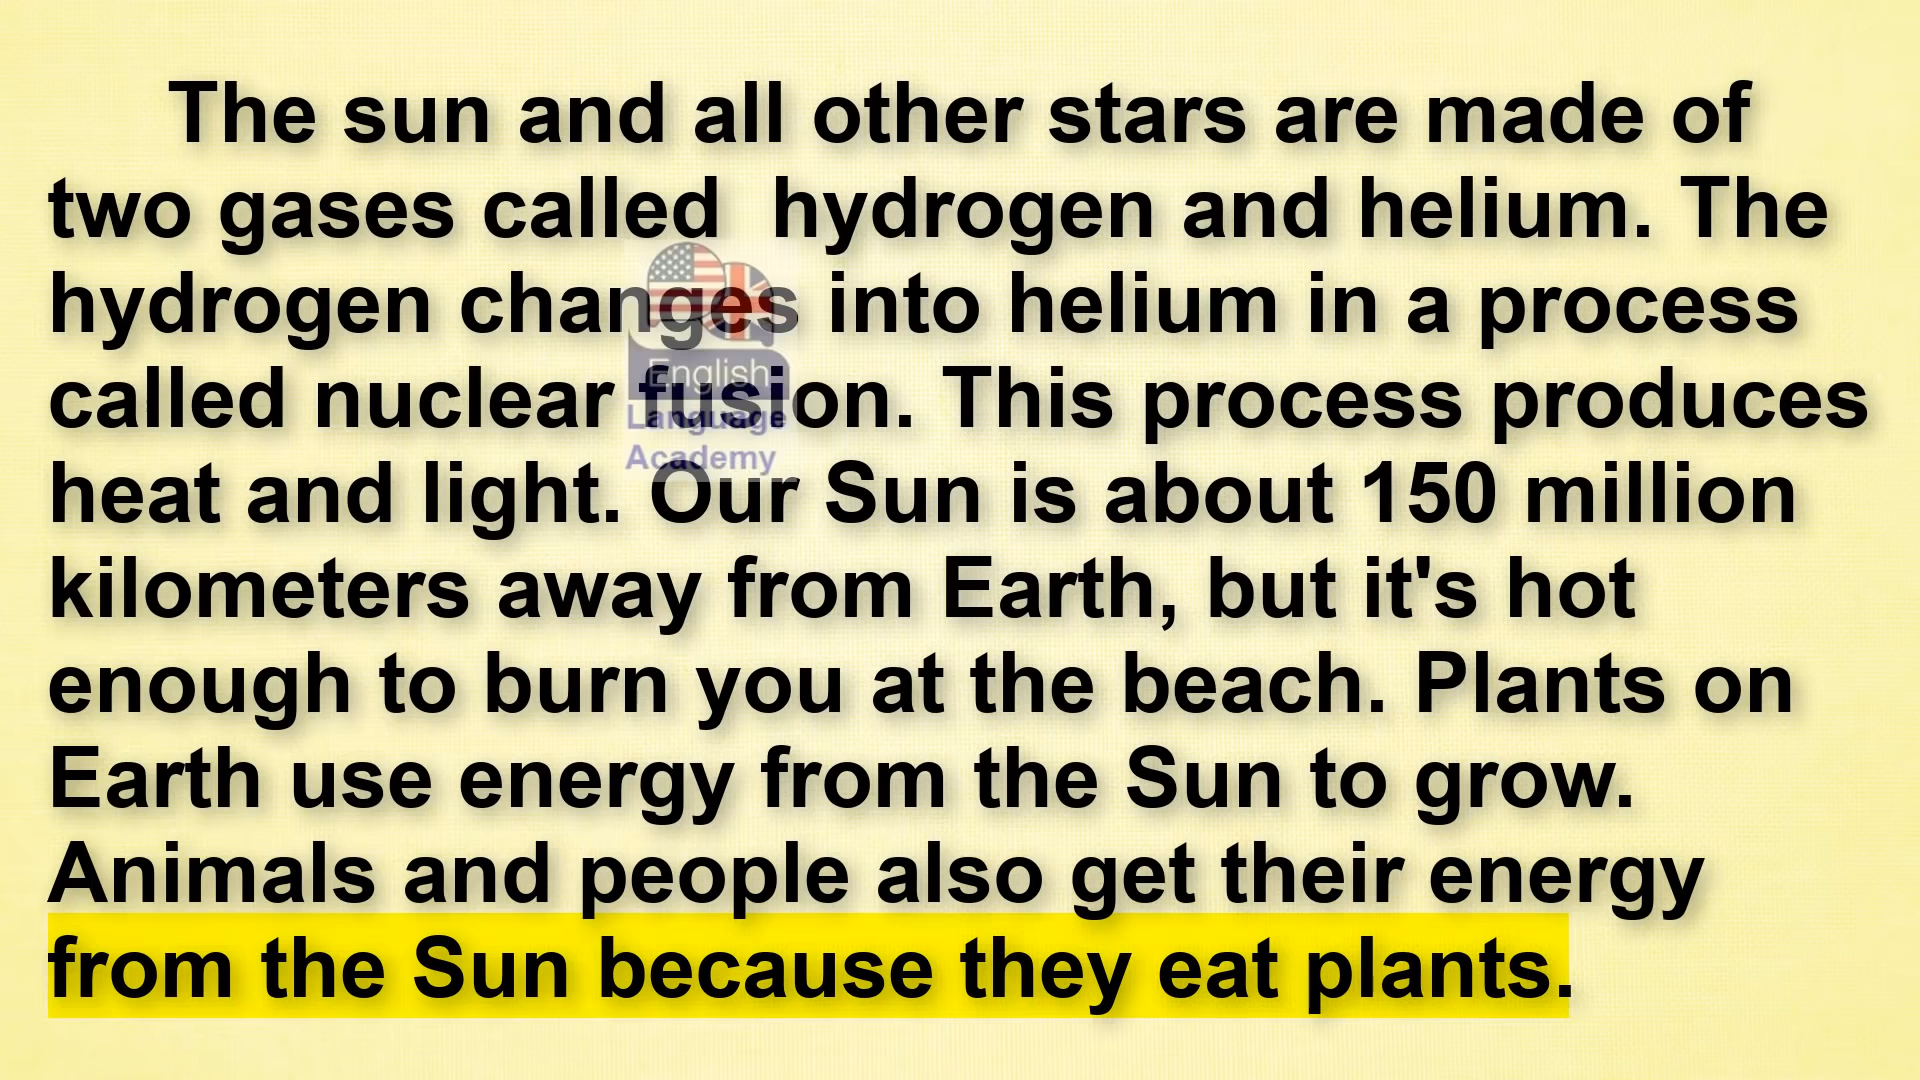 The sun and all other stars are made of
two gases called hydrogen and helium. The
hydrogen changes into helium in a process
called nuclear fusion. This process produces
heat and light. Our Sun is about 150 million
kilometers away from Earth, but it's hot
enough to burn you at the beach. Plants on
Earth use energy from the Sun to grow.
Animals and people also get their energy
from the Sun because they eat plants.
English
Language
Academy